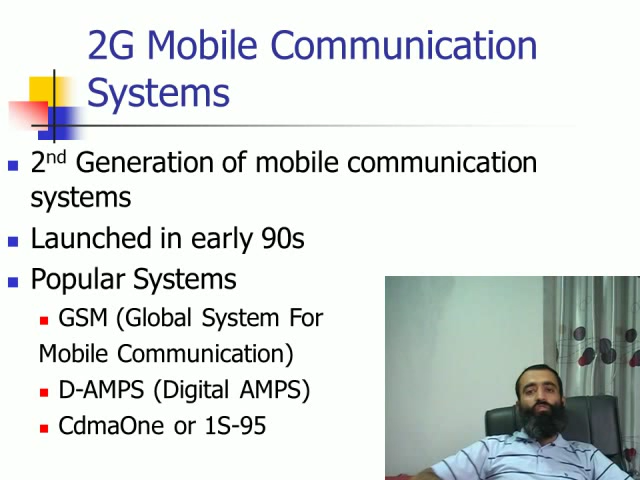 2G Mobile Communication
Systems
2nd Generation of mobile communication
systems
Launched in early 90s
Popular Systems
GSM (Global System For
Mobile Communication)
D-AMPS (Digital AMPS)
CdmaOne or 1S-95